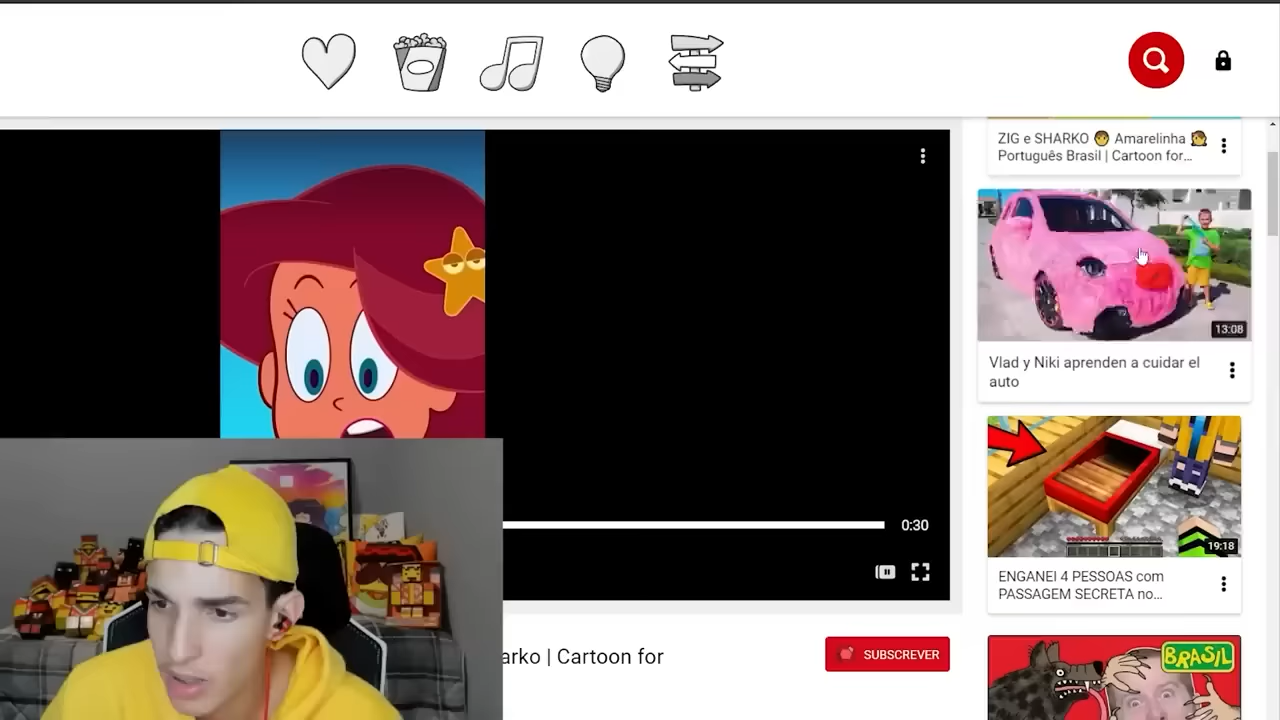 ZIG e SHARKO 👩 Amarelinha 👩
Português Brasil | Cartoon for…
13:08
Vlad y Niki aprenden a cuidar el
auto
19:18
ENGANEI 4 PESSOAS com
PASSAGEM SECRETA no…
BRASIL
0:30
arko | Cartoon for
SUBSCREVER